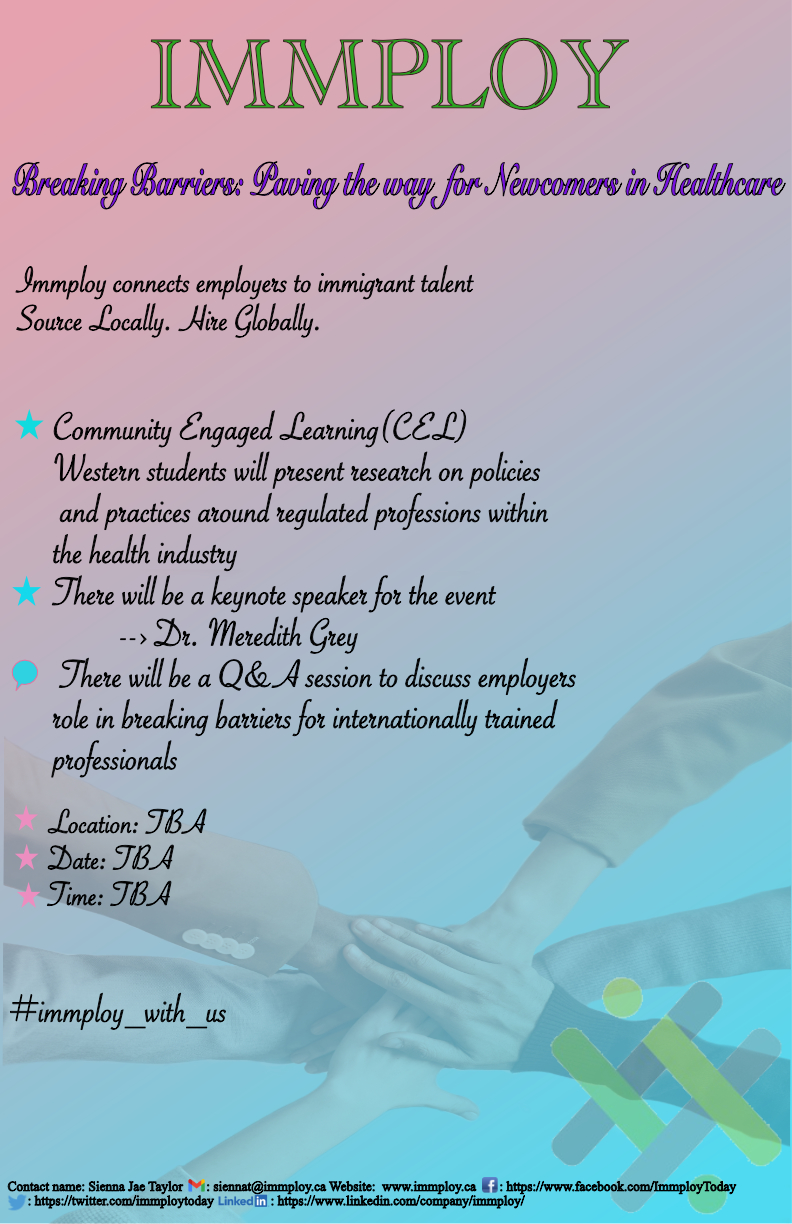 IMMPLOY
Breaking Barriers: Paving the way for Newcomers in Healthcare
Immploy connects employers to immigrant talent
Source Locally. Hire Globally.
Community Engaged Learning(CEL)
Western students will present research on policies
and practices around regulated professions within
the health industry
There will be a keynote speaker for the event
--> Dr. Meredith Grey
There will be a Q&A session to discuss employers
role in breaking barriers for internationally trained
professionals
Location: TBA
Date: TBA
Time: TBA
#immploy_with_us
Contact name: Sienna Jae Taylor : siennat@immploy.ca Website: www.immploy.ca : https://www.facebook.com/ImmployToday
: https://twitter.com/immploytoday Linked in : https://www.linkedin.com/company/immploy/